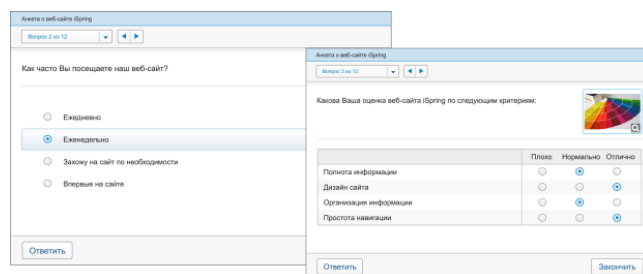 Анкета о веб-сайте iSpring
Вопрос 2 из 12
Как часто Вы посещаете наш веб-сайт?
Ежедневно
Еженедельно
Захожу на сайт по необходимости
Впервые на сайте
Ответить
Анкета о веб-сайте iSpring
Вопрос 3 из 12
Какова Ваша оценка веб-сайта iSpring по следующим критериям:
Плохо Нормально Отлично
Полнота информации
Дизайн сайта
Организация информации
Простота навигации
Ответить Закончить